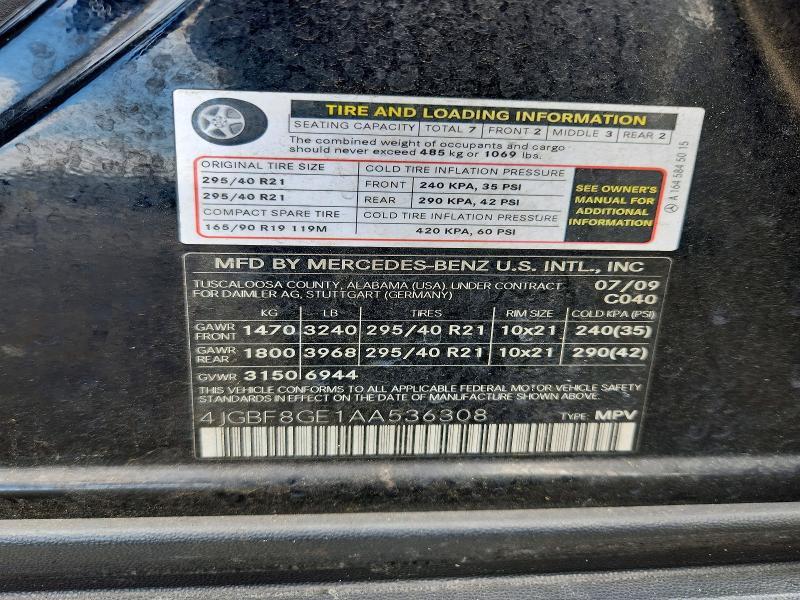 TIRE AND LOADING INFORMATION
SEATING CAPACITY TOTAL 7 FRONT 2 MIDDLE 3 REAR 2
The combined weight of occupants and cargo
should never exceed 485 kg or 1069 lbs.
ORIGINAL TIRE SIZE COLD TIRE INFLATION PRESSURE
295/40 R21 FRONT 240 KPA, 35 PSI
295/40 R21 REAR 290 KPA, 42 PSI
COMPACT SPARE TIRE COLD TIRE INFLATION PRESSURE
165/90 R19 119M 420 KPA, 60 PSI
SEE OWNER'S
MANUAL FOR
ADDITIONAL
INFORMATION
A 164 584 50 15
MFD BY MERCEDES-BENZ U.S. INTL., INC
TUSCALOOSA COUNTY, ALABAMA (USA). UNDER CONTRACT 07/09
FOR DAIMLER AG, STUTTGART (GERMANY) C040
KG LB TIRES RIM SIZE COLD KPA (PSI)
GAWR FRONT 1470 3240 295/40 R21 10x21 240(35)
GAWR REAR 1800 3968 295/40 R21 10x21 290(42)
GVWR 3150 6944
THIS VEHICLE CONFORMS TO ALL APPLICABLE FEDERAL MOTOR VEHICLE SAFETY
STANDARDS IN EFFECT ON THE DATE OF MANUFACTURE SHOWN ABOVE.
4JGBF8GE1AA536308 TYPE: MPV